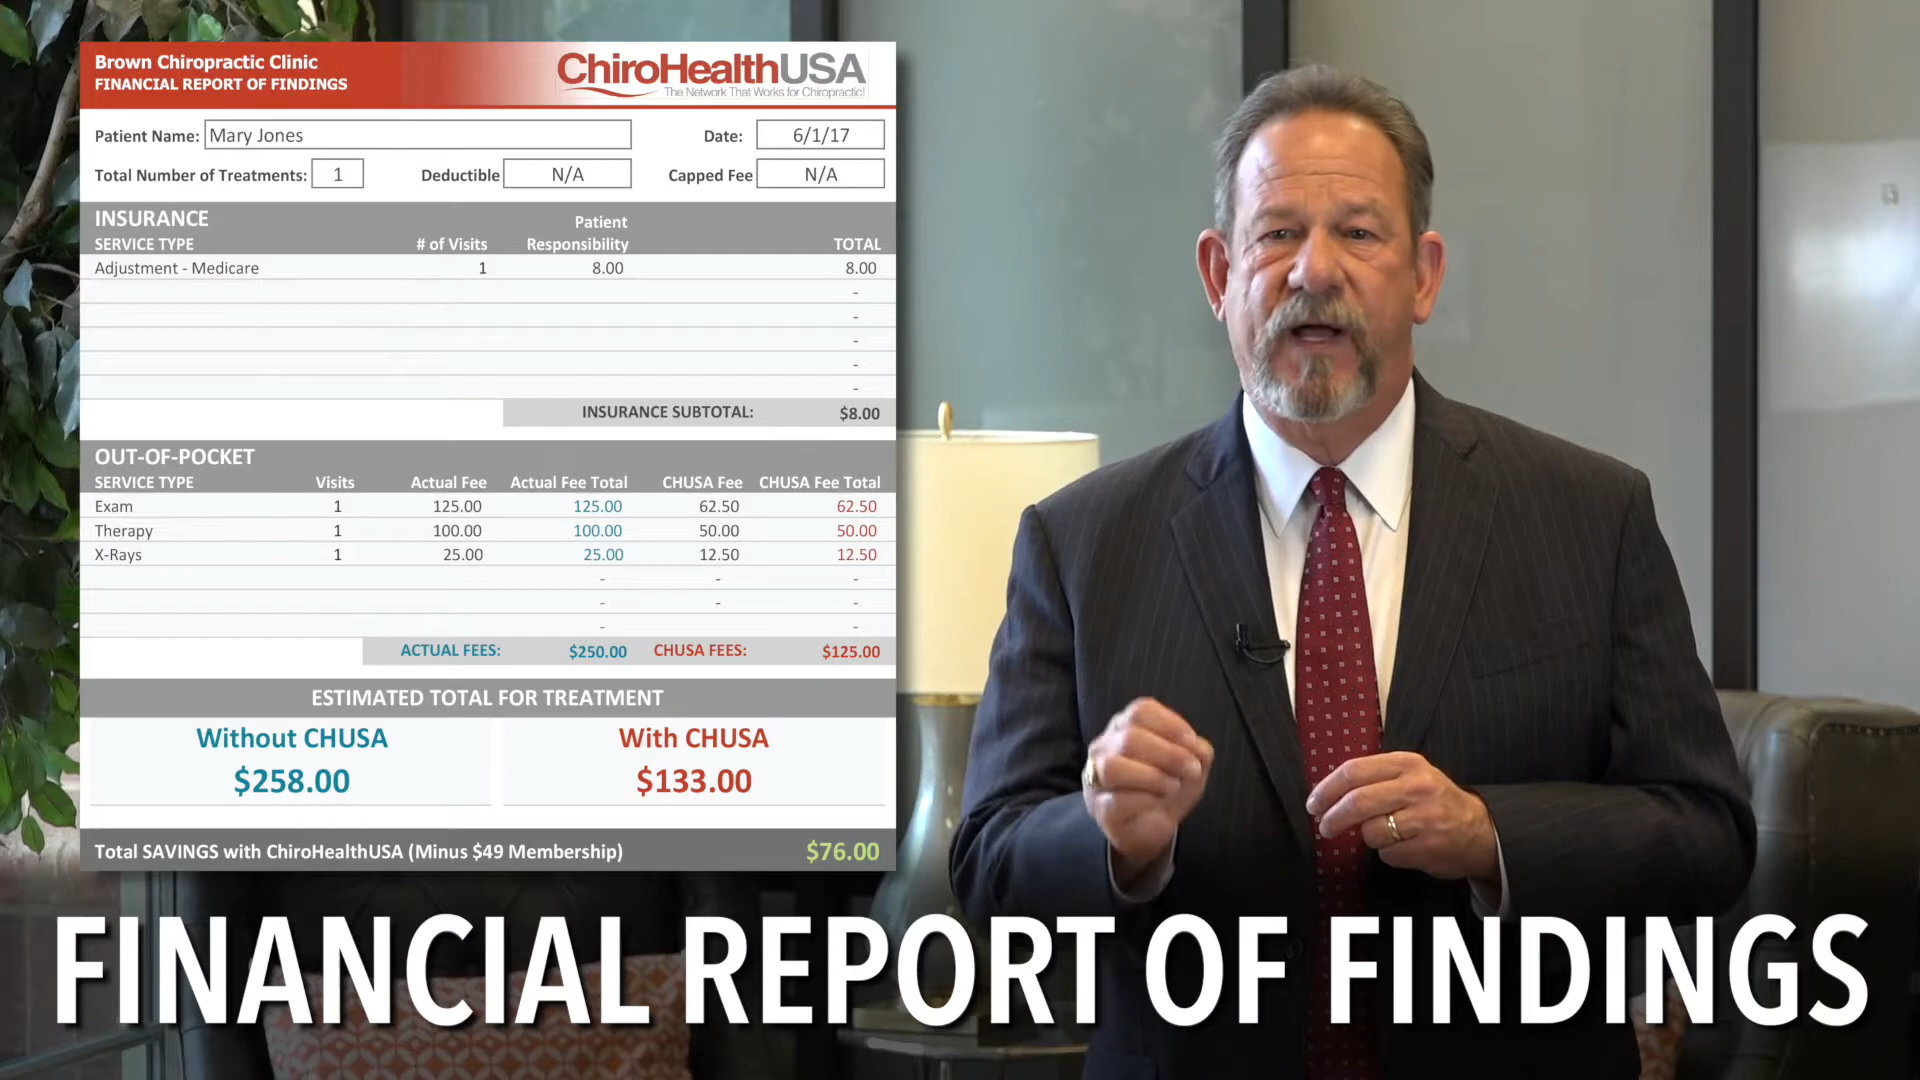 Brown Chiropractic Clinic
FINANCIAL REPORT OF FINDINGS
ChiroHealthUSA
The Network That Works for Chiropractic!
Patient Name: Mary Jones Date: 6/1/17
Total Number of Treatments: 1 Deductible N/A Capped Fee N/A
INSURANCE
SERVICE TYPE # of Visits Patient Responsibility TOTAL
Adjustment - Medicare 1 8.00 8.00
-
-
-
-
-
INSURANCE SUBTOTAL: $8.00
OUT-OF-POCKET
SERVICE TYPE Visits Actual Fee Actual Fee Total CHUSA Fee CHUSA Fee Total
Exam 1 125.00 125.00 62.50 62.50
Therapy 1 100.00 100.00 50.00 50.00
X-Rays 1 25.00 25.00 12.50 12.50
- - -
- - -
- -
ACTUAL FEES: $250.00 CHUSA FEES: $125.00
ESTIMATED TOTAL FOR TREATMENT
Without CHUSA With CHUSA
$258.00 $133.00
Total SAVINGS with ChiroHealthUSA (Minus $49 Membership) $76.00
FINANCIAL REPORT OF FINDINGS